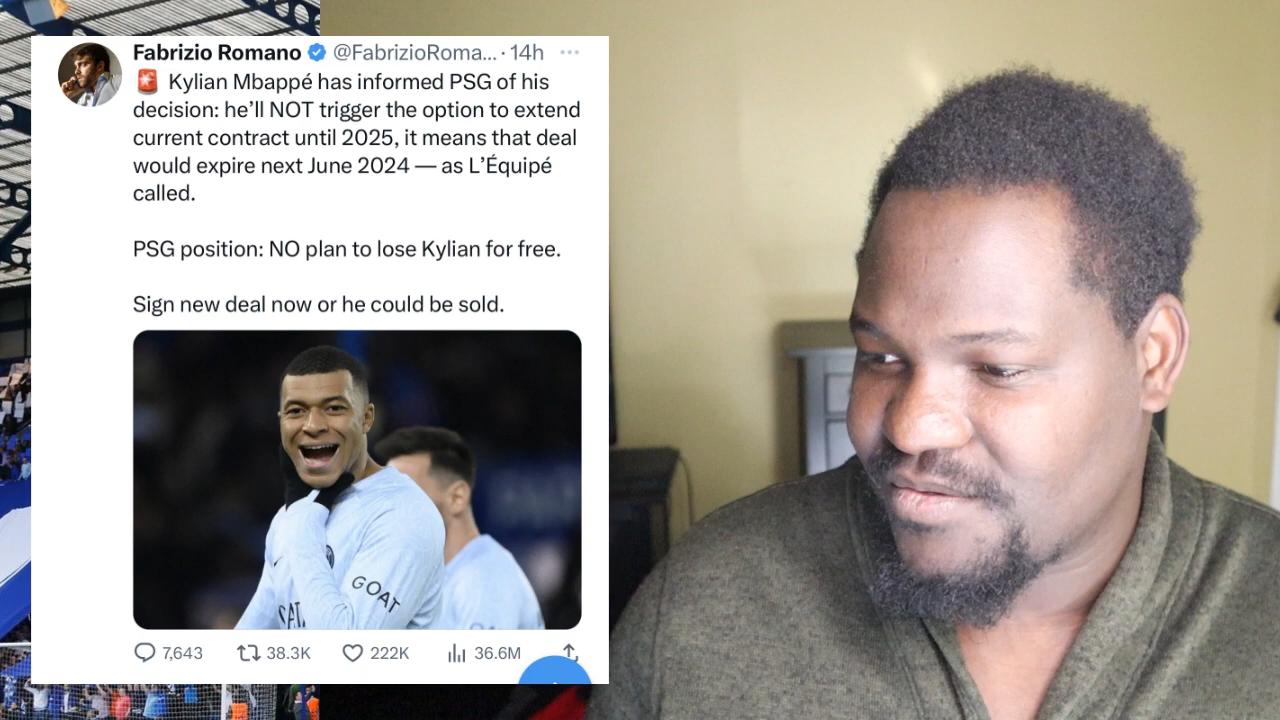 Fabrizio Romano @FabrizioRoma... · 14h
🚨 Kylian Mbappé has informed PSG of his
decision: he’ll NOT trigger the option to extend
current contract until 2025, it means that deal
would expire next June 2024 — as L’Équipé
called.
PSG position: NO plan to lose Kylian for free.
Sign new deal now or he could be sold.
GOAT
7,643 38.3K 222K 36.6M